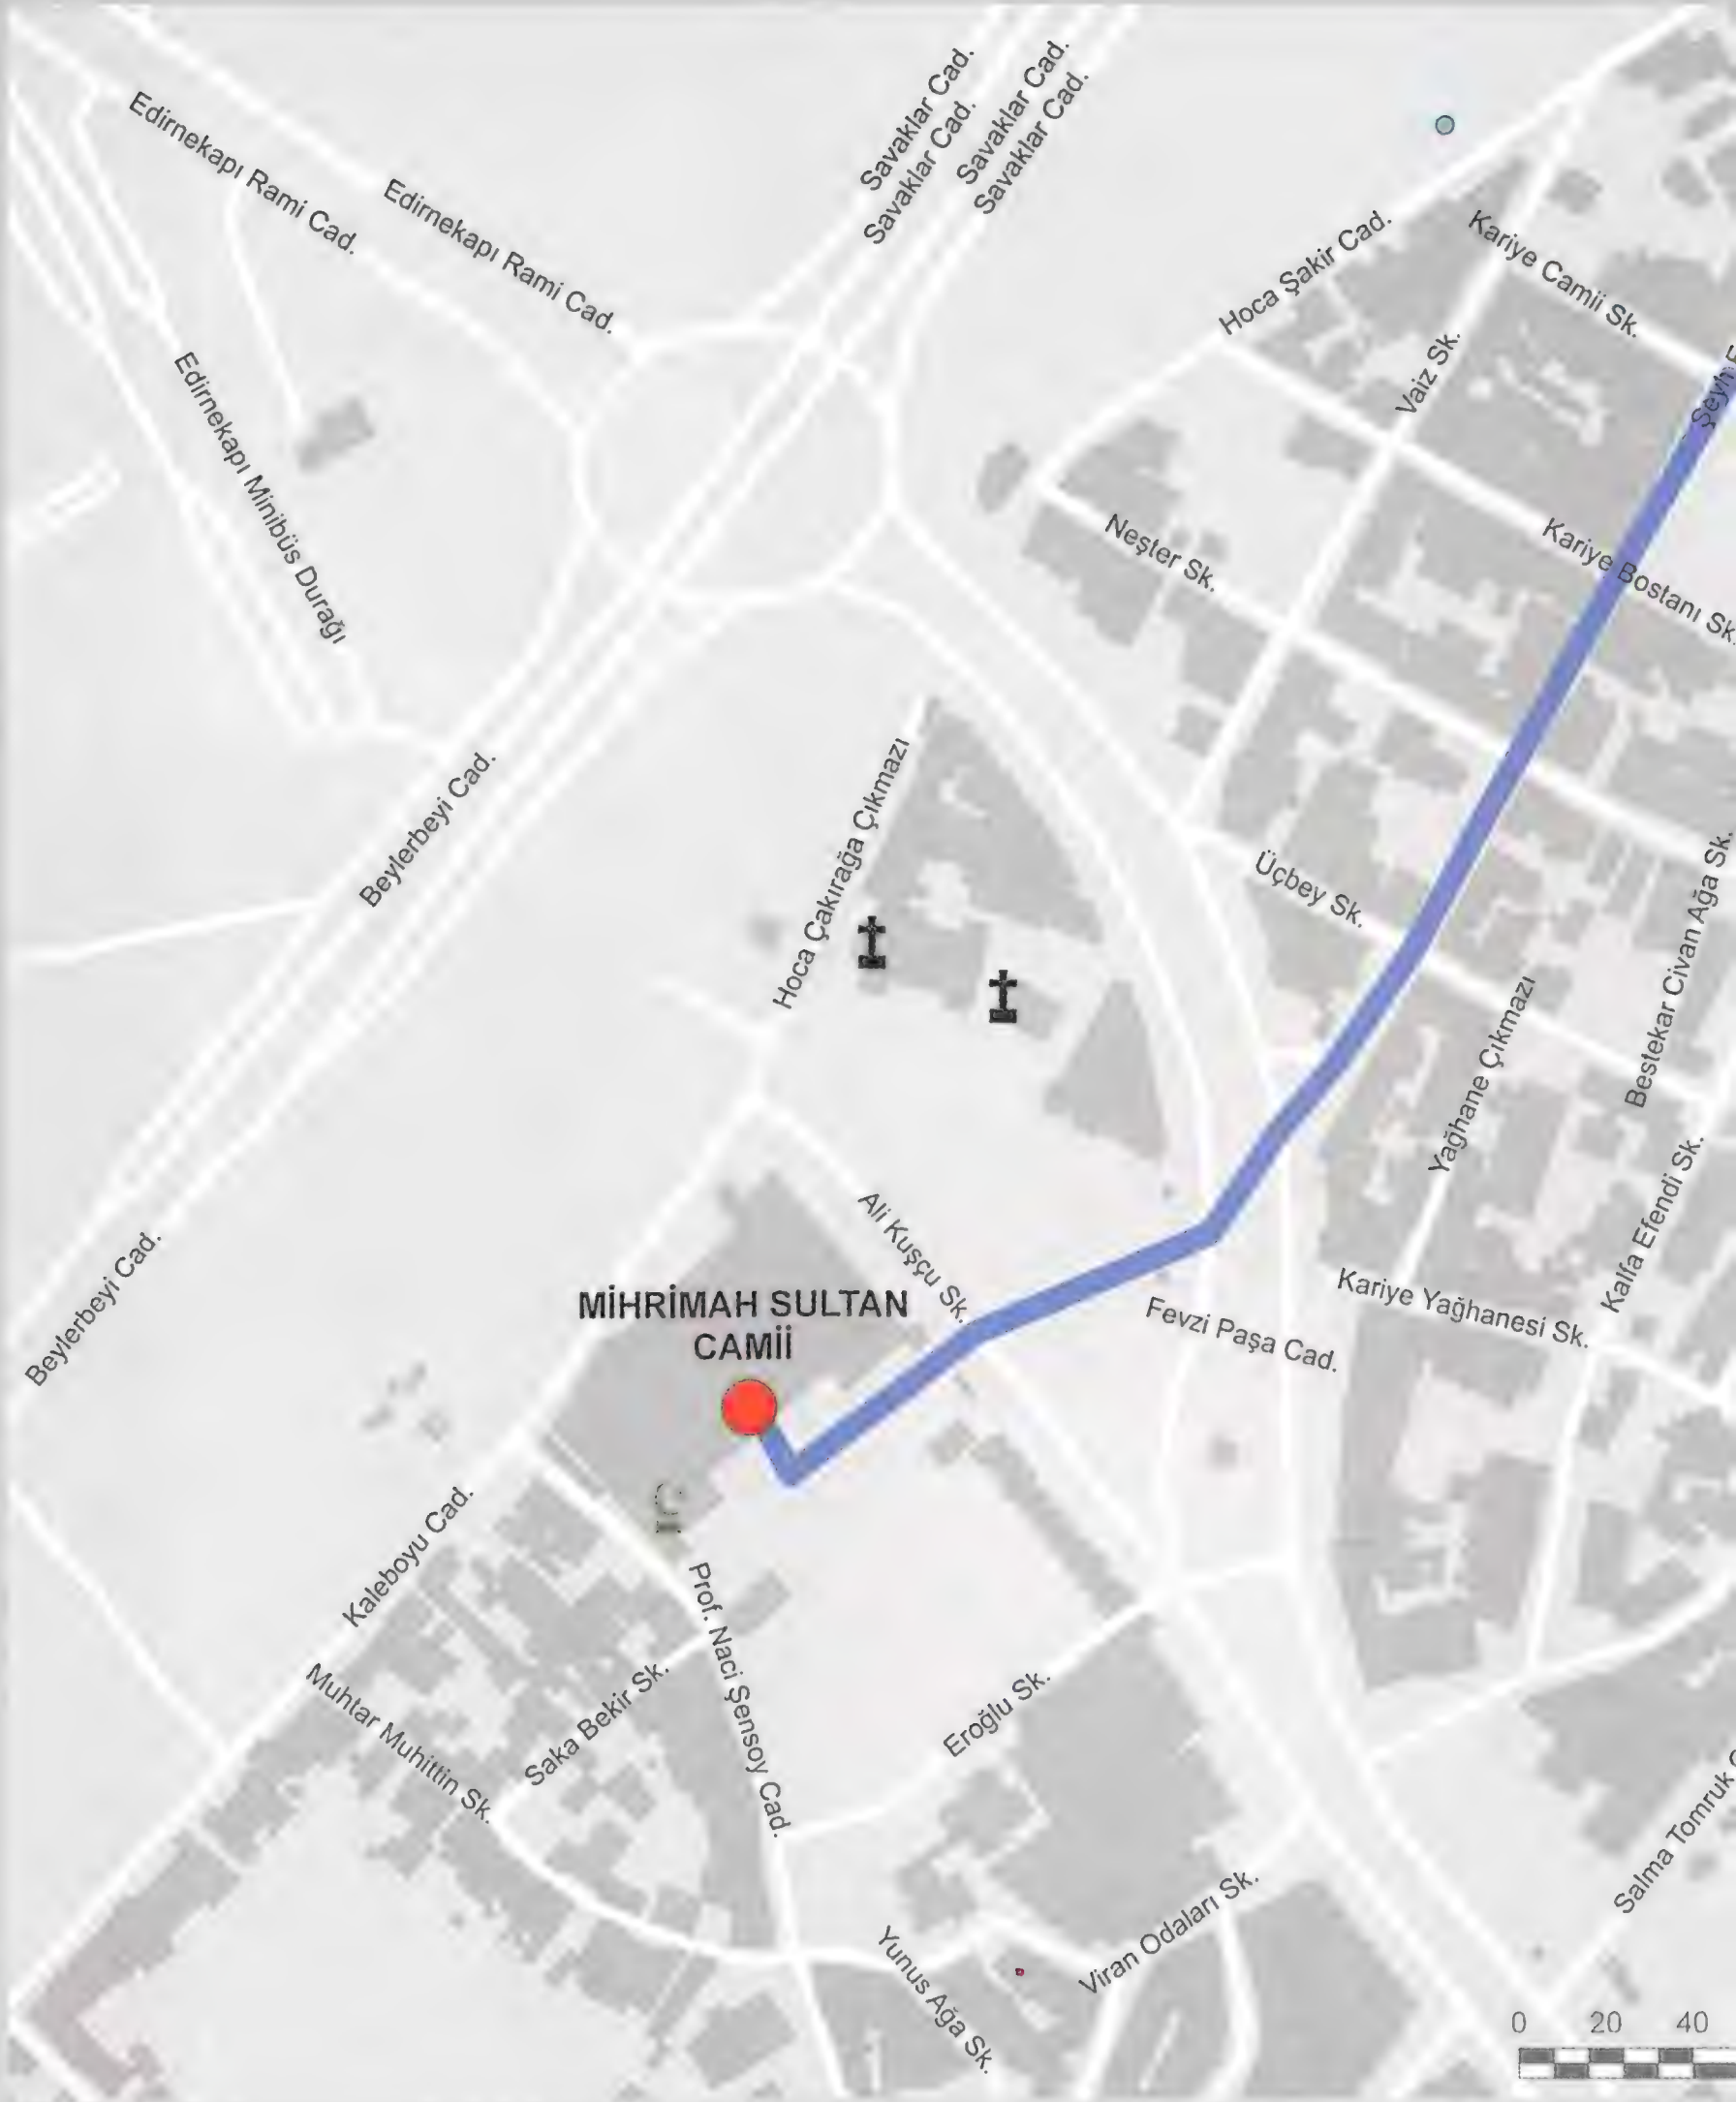 Savaklar Cad.
Savaklar Cad.
Savaklar Cad.
Savaklar Cad.
Edirnekapı Rami Cad.
Edirnekapı Rami Cad.
Hoca Şakir Cad.
Kariye Camii Sk.
Vaiz Sk.
Edirnekapı Minibüs Durağı
Neşter Sk.
Kariye Bostanı Sk.
Beylerbeyi Cad.
Hoca Çakırağa Çıkmazı
Üçbey Sk.
Bestekar Civan Ağa Sk.
Yağhane Çıkmazı
Kalfa Efendi Sk.
Ali Kuşçu Sk.
Beylerbeyi Cad.
MİHRİMAH SULTAN
CAMİİ
Fevzi Paşa Cad.
Kariye Yağhanesi Sk.
Kaleboyu Cad.
Prof. Naci Şensoy Cad.
Muhtar Muhittin Sk.
Saka Bekir Sk.
Eroğlu Sk.
Salma Tomruk
Viran Odaları Sk.
Yunus Ağa Sk.
0 20 40